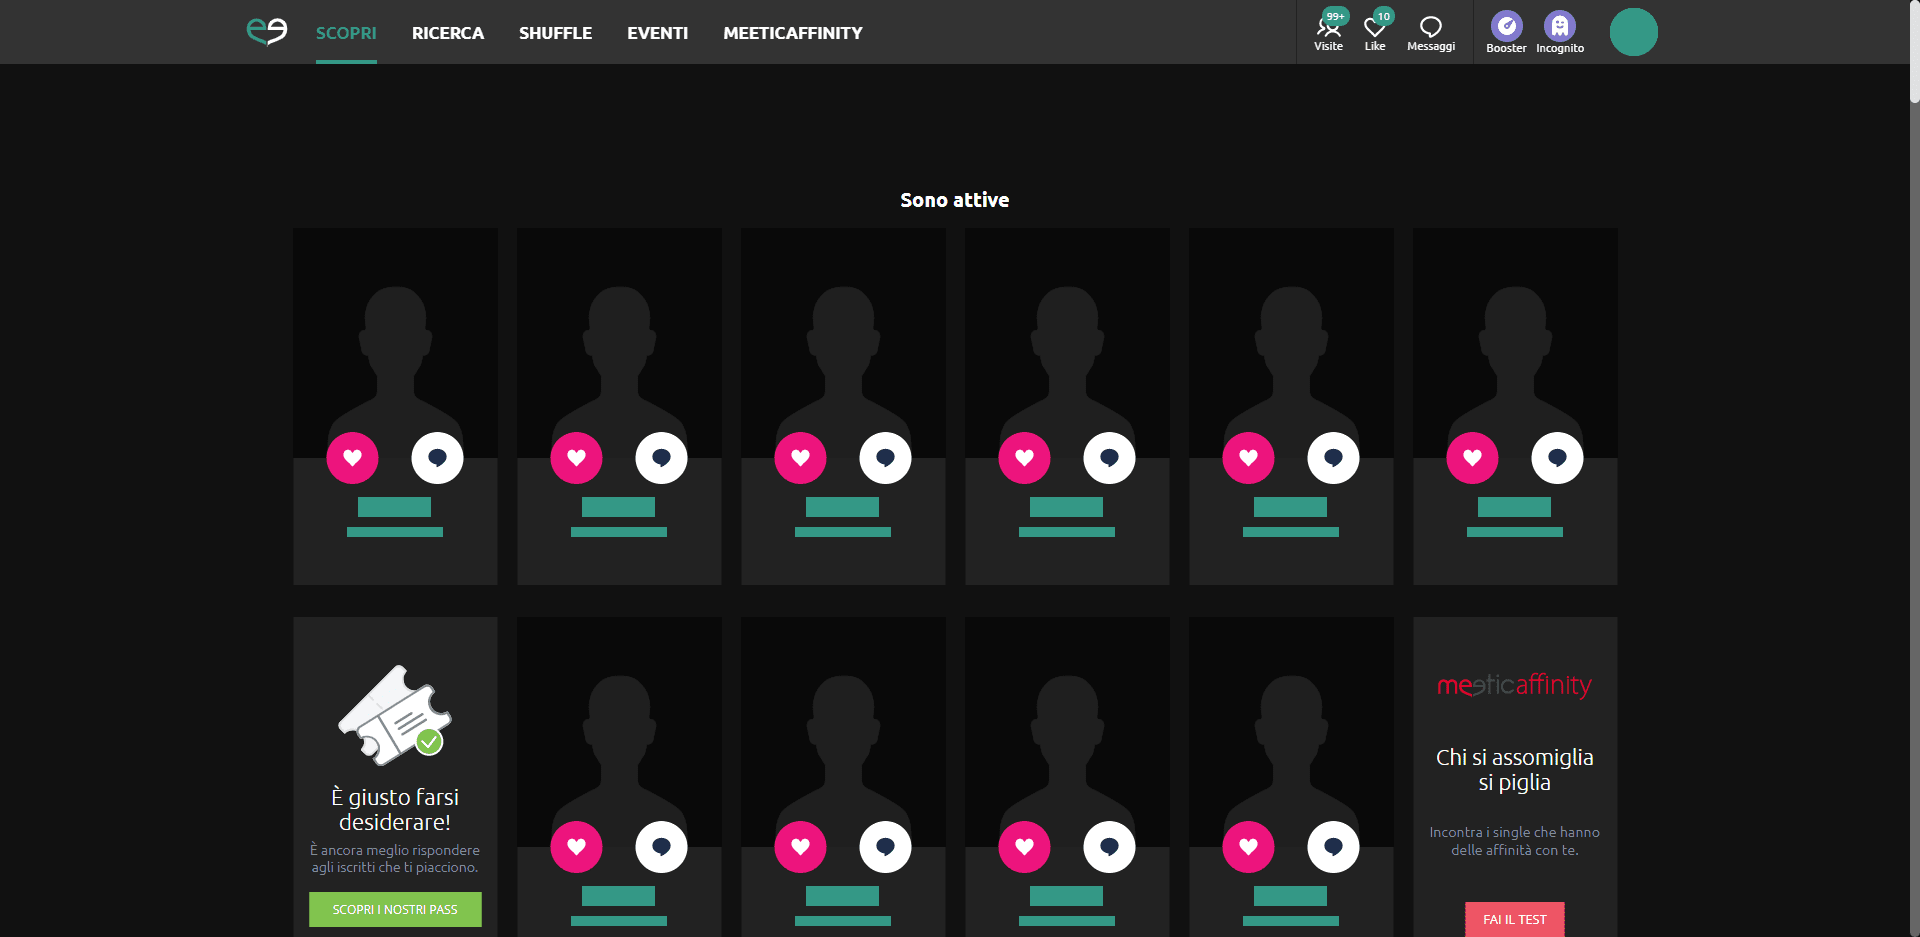 SCOPRI
RICERCA
SHUFFLE
EVENTI
MEETICAFFINITY
99+
Visite
10
Like
Messaggi
Booster
Incognito
Sono attive
È giusto farsi
desiderare!
È ancora meglio rispondere
agli iscritti che ti piacciono.
SCOPRI I NOSTRI PASS
meeticaffinity
Chi si assomiglia
si piglia
Incontra i single che hanno
delle affinità con te.
FAI IL TEST